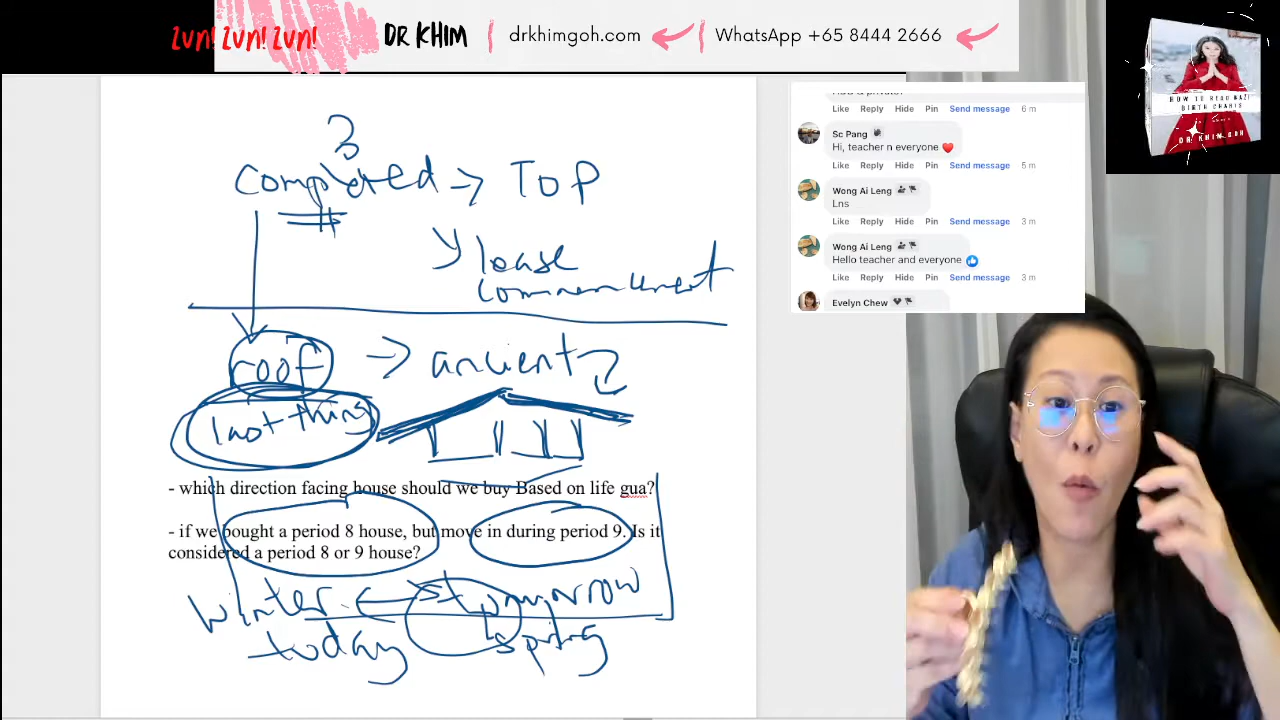 ZUN! ZUN! ZUN!
DR KHIM
drkhimgoh.com
WhatsApp +65 8444 2666
HOW TO READ BAZI
BIRTH CHARTS
DR. KHIM GOH
Like Reply Hide Pin Send message 6 m
Sc Pang
Hi, teacher n everyone ❤️
Like Reply Hide Pin Send message 5 m
Wong Ai Leng
Lns
Like Reply Hide Pin Send message 3 m
Wong Ai Leng
Hello teacher and everyone 👍
Like Reply Hide Pin Send message 3 m
Evelyn Chew
completed → TOP
lease
roof → ancient
last thing
- which direction facing house should we buy Based on life gua?
- if we bought a period 8 house, but move in during period 9. Is it
considered a period 8 or 9 house?
Winter ↔ tomorrow
today spring